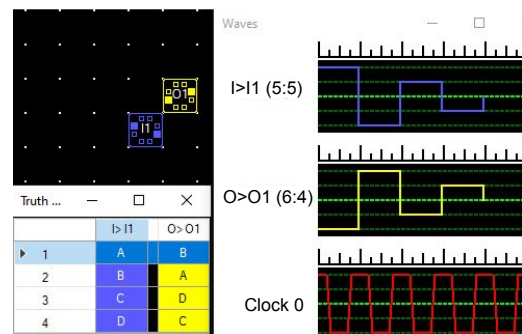 Waves
I>I1 (5:5)
O1
I1
Truth ...
I> I1 O> O1
1 A B
2 B A
3 C D
4 D C
O>O1 (6:4)
Clock 0